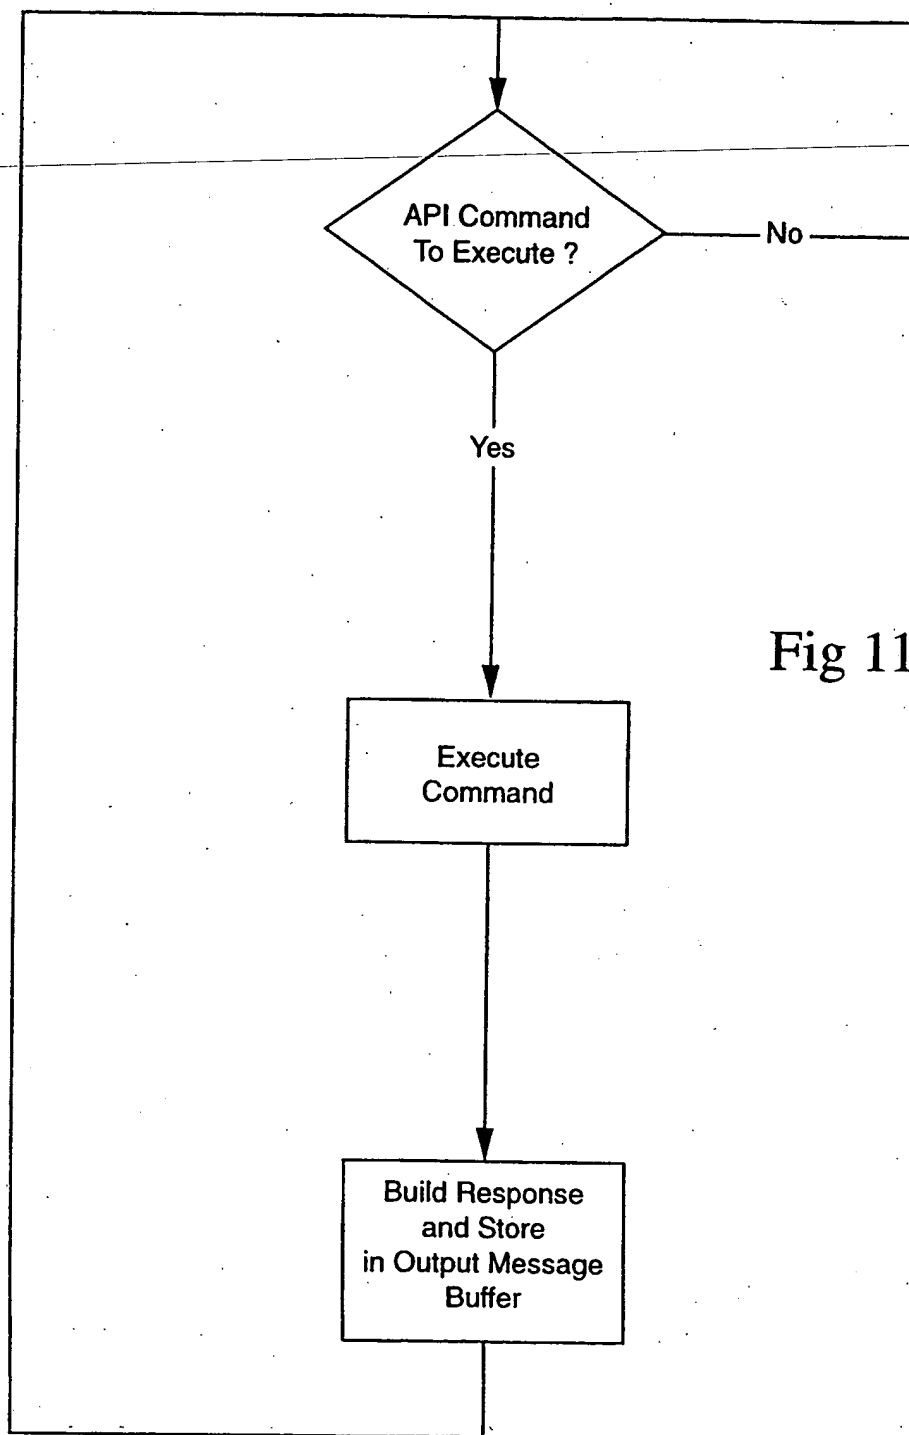 API Command
To Execute ?
No
Yes
Fig 11
Execute
Command
Build Response
and Store
in Output Message
Buffer